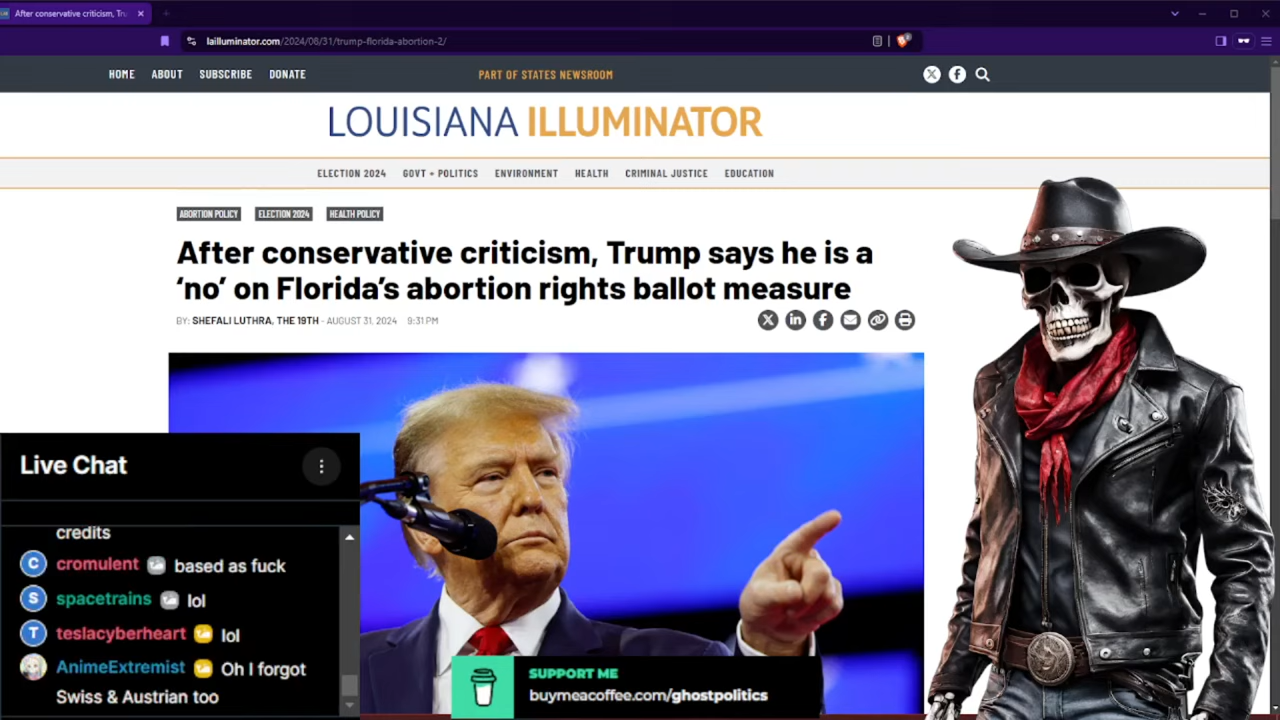 After conservative criticism, Tru
lailluminator.com/2024/08/31/trump-florida-abortion-2/
HOME ABOUT SUBSCRIBE DONATE PART OF STATES NEWSROOM
LOUISIANA ILLUMINATOR
ELECTION 2024 GOVT + POLITICS ENVIRONMENT HEALTH CRIMINAL JUSTICE EDUCATION
ABORTION POLICY ELECTION 2024 HEALTH POLICY
After conservative criticism, Trump says he is a
‘no’ on Florida’s abortion rights ballot measure
BY: SHEFALI LUTHRA, THE 19TH - AUGUST 31, 2024 9:31 PM
Live Chat
credits
C cromulent based as fuck
S spacetrains lol
T teslacyberheart lol
AnimeExtremist Oh I forgot
Swiss & Austrian too
SUPPORT ME
buymeacoffee.com/ghostpolitics